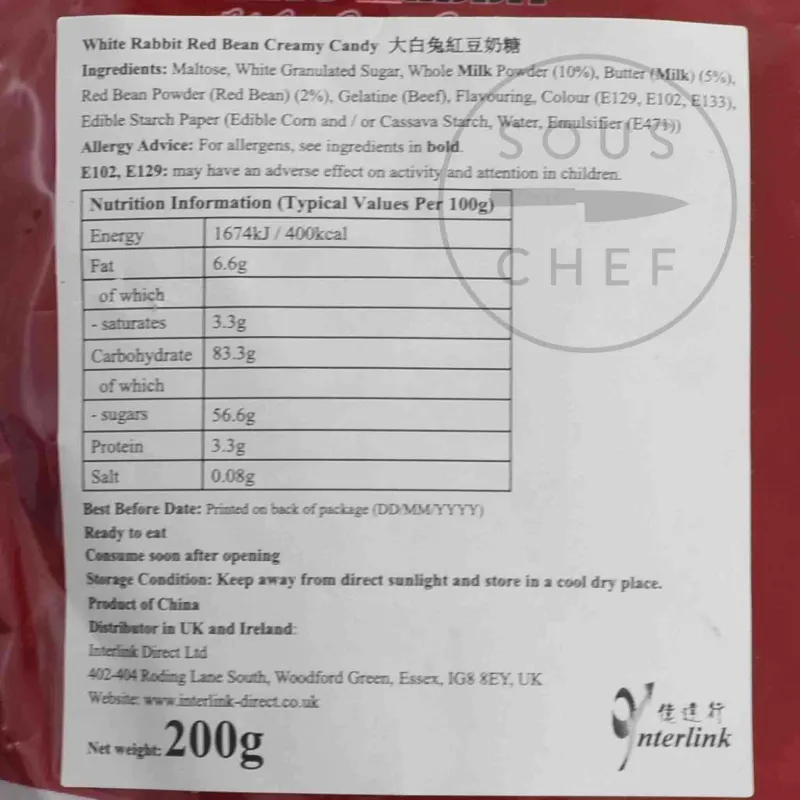 White Rabbit Red Bean Creamy Candy 大白兔紅豆奶糖
Ingredients: Maltose, White Granulated Sugar, Whole Milk Powder (10%), Butter (Milk) (5%),
Red Bean Powder (Red Bean) (2%), Gelatine (Beef), Flavouring, Colour (E129, E102, E133),
Edible Starch Paper (Edible Corn and / or Cassava Starch, Water, Emulsifier (E471))
Allergy Advice: For allergens, see ingredients in bold.
E102, E129: may have an adverse effect on activity and attention in children.
SOUS
CHEF
Nutrition Information (Typical Values Per 100g)
Energy 1674kJ / 400kcal
Fat 6.6g
of which
- saturates 3.3g
Carbohydrate 83.3g
of which
- sugars 56.6g
Protein 3.3g
Salt 0.08g
Best Before Date: Printed on back of package (DD/MM/YYYY)
Ready to eat
Consume soon after opening
Storage Condition: Keep away from direct sunlight and store in a cool dry place.
Product of China
Distributor in UK and Ireland:
Interlink Direct Ltd
402-404 Roding Lane South, Woodford Green, Essex, IG8 8EY, UK
Website: www.interlink-direct.co.uk
Net weight: 200g
佳達行
Interlink